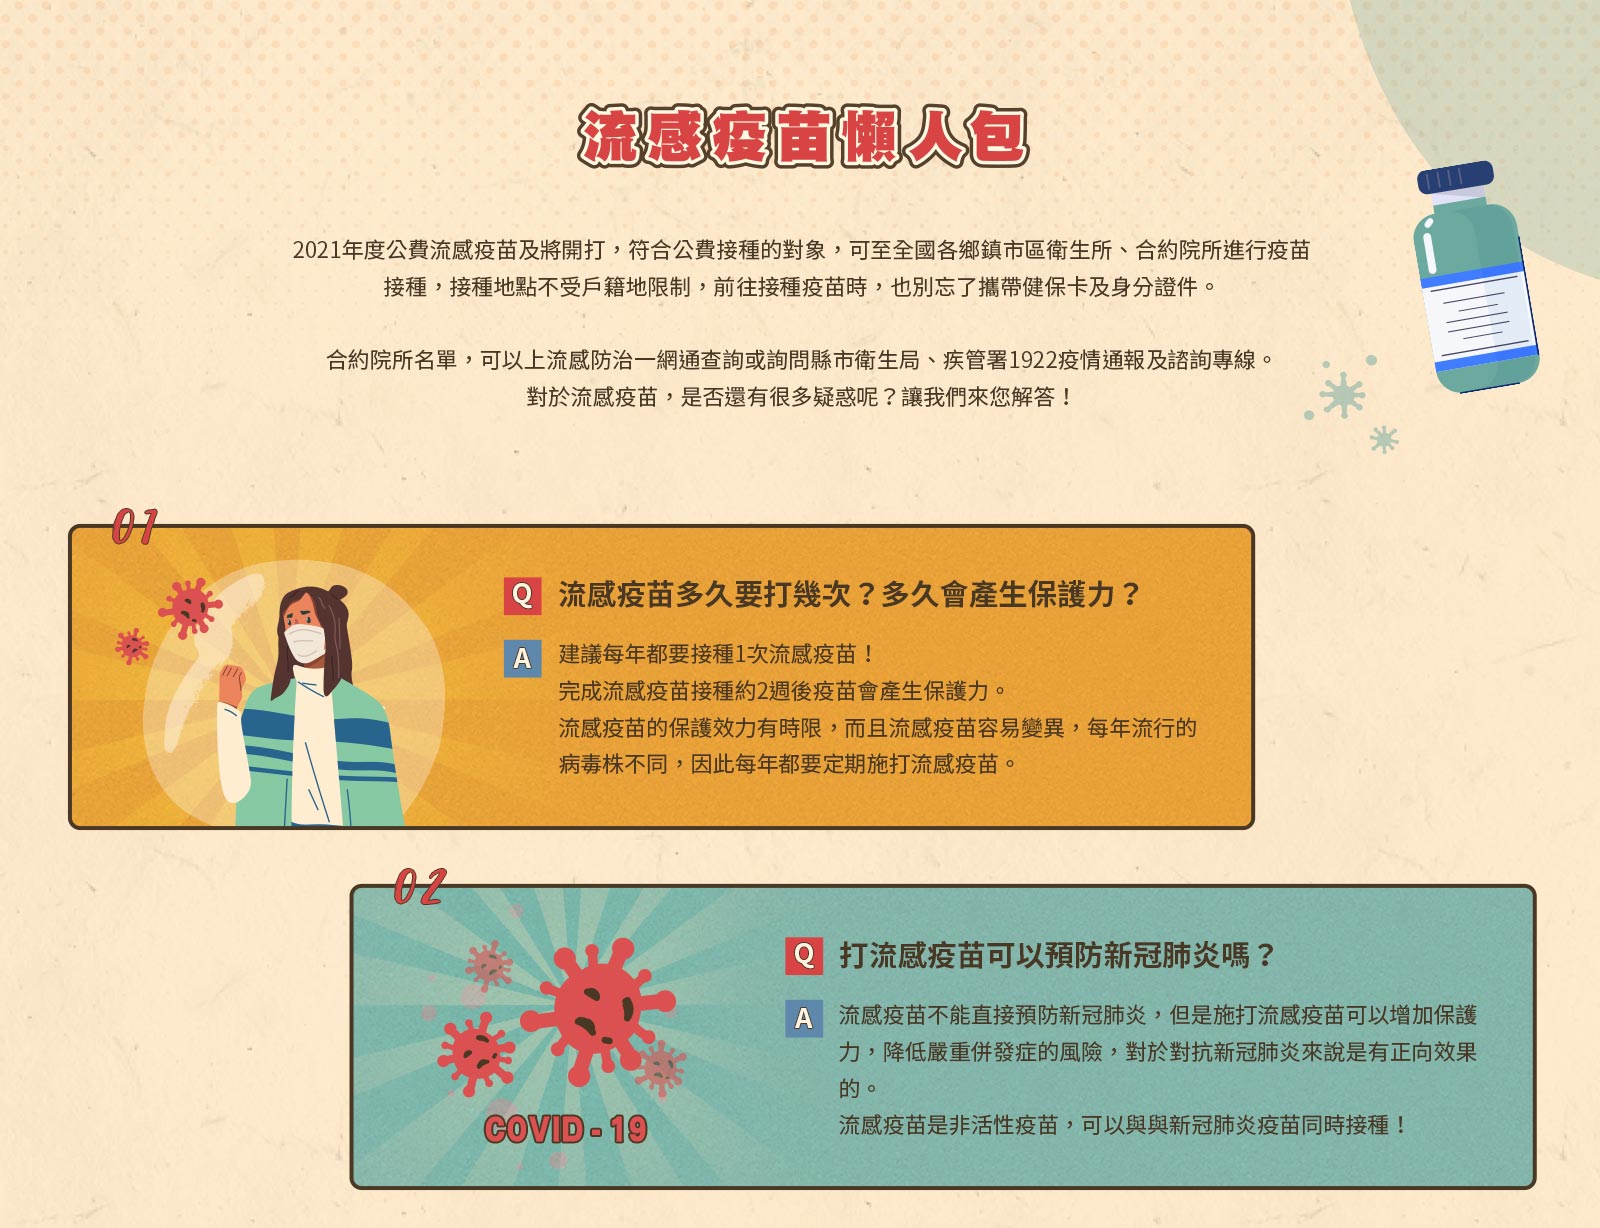 流感疫苗懶人包
2021年度公費流感疫苗及將開打，符合公費接種的對象，可至全國各鄉鎮市區衛生所、合約院所進行疫苗
接種，接種地點不受戶籍地限制，前往接種疫苗時，也別忘了攜帶健保卡及身分證件。
合約院所名單，可以上流感防治一網通查詢或詢問縣市衛生局、疾管署1922疫情通報及諮詢專線。
對於流感疫苗，是否還有很多疑惑呢？讓我們來您解答！
01
Q 流感疫苗多久要打幾次？多久會產生保護力？
A 建議每年都要接種1次流感疫苗！
完成流感疫苗接種約2週後疫苗會產生保護力。
流感疫苗的保護效力有時限，而且流感疫苗容易變異，每年流行的
病毒株不同，因此每年都要定期施打流感疫苗。
02
Q 打流感疫苗可以預防新冠肺炎嗎？
A 流感疫苗不能直接預防新冠肺炎，但是施打流感疫苗可以增加保護
力，降低嚴重併發症的風險，對於對抗新冠肺炎來說是有正向效果
的。
流感疫苗是非活性疫苗，可以與與新冠肺炎疫苗同時接種！
COVID - 19